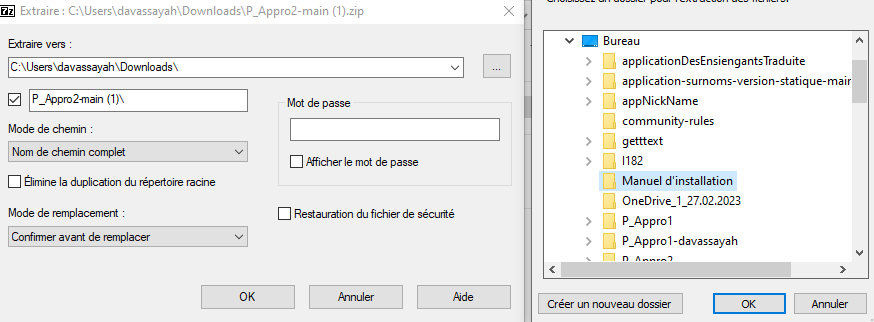 Extraire : C:\Users\davassayah\Downloads\P_Appro2-main (1).zip
Extraire vers :
C:\Users\davassayah\Downloads\
...
P_Appro2-main (1)\
Mode de chemin :
Nom de chemin complet
Élimine la duplication du répertoire racine
Mode de remplacement :
Confirmer avant de remplacer
Mot de passe
Afficher le mot de passe
Restauration du fichier de sécurité
OK
Annuler
Aide
Choisissez un dossier pour l'extraction des fichiers.
Bureau
applicationDesEnsiengantsTraduite
application-surnoms-version-statique-main
appNickName
community-rules
getttext
I182
Manuel d'installation
OneDrive_1_27.02.2023
P_Appro1
P_Appro1-davassayah
P_Appro2
Créer un nouveau dossier
OK
Annuler